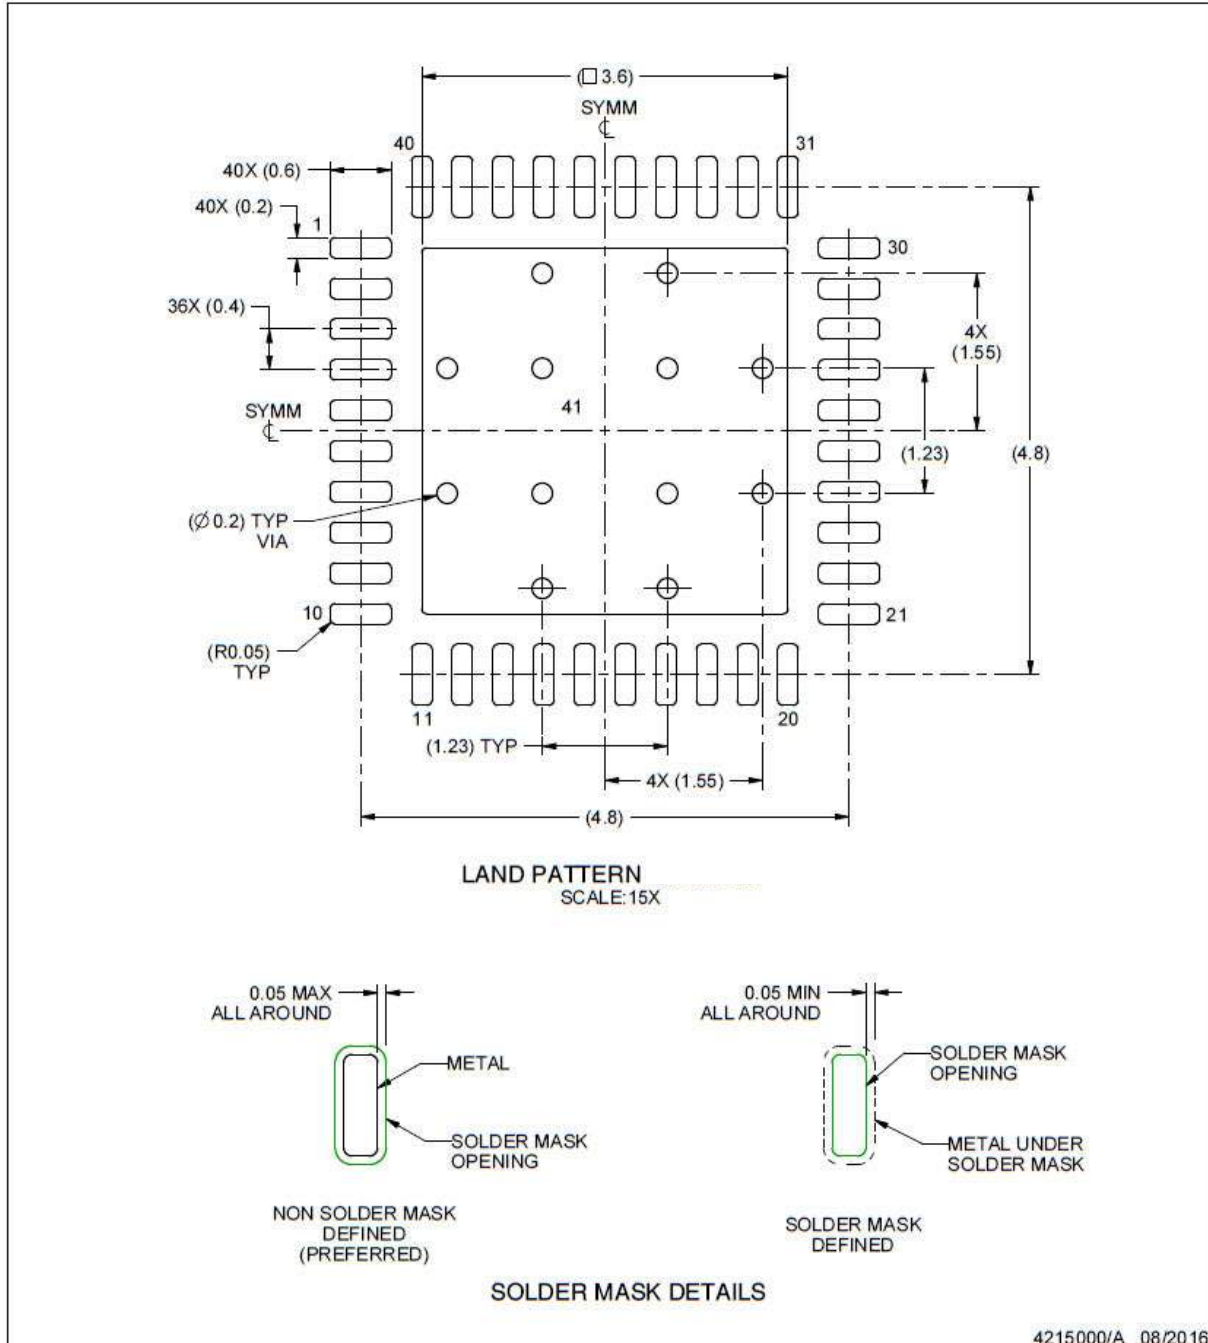 (□ 3.6)
SYMM
℄
40
31
40X (0.6)
40X (0.2)
1
30
36X (0.4)
4X
(1.55)
SYMM
℄
41
(1.23)
(4.8)
(Ø 0.2) TYP
VIA
10
21
(R0.05)
TYP
11
20
(1.23) TYP
4X (1.55)
(4.8)
LAND PATTERN
SCALE:15X
0.05 MAX
ALL AROUND
METAL
SOLDER MASK
OPENING
NON SOLDER MASK
DEFINED
(PREFERRED)
0.05 MIN
ALL AROUND
SOLDER MASK
OPENING
METAL UNDER
SOLDER MASK
SOLDER MASK
DEFINED
SOLDER MASK DETAILS
4215000/A 08/2016